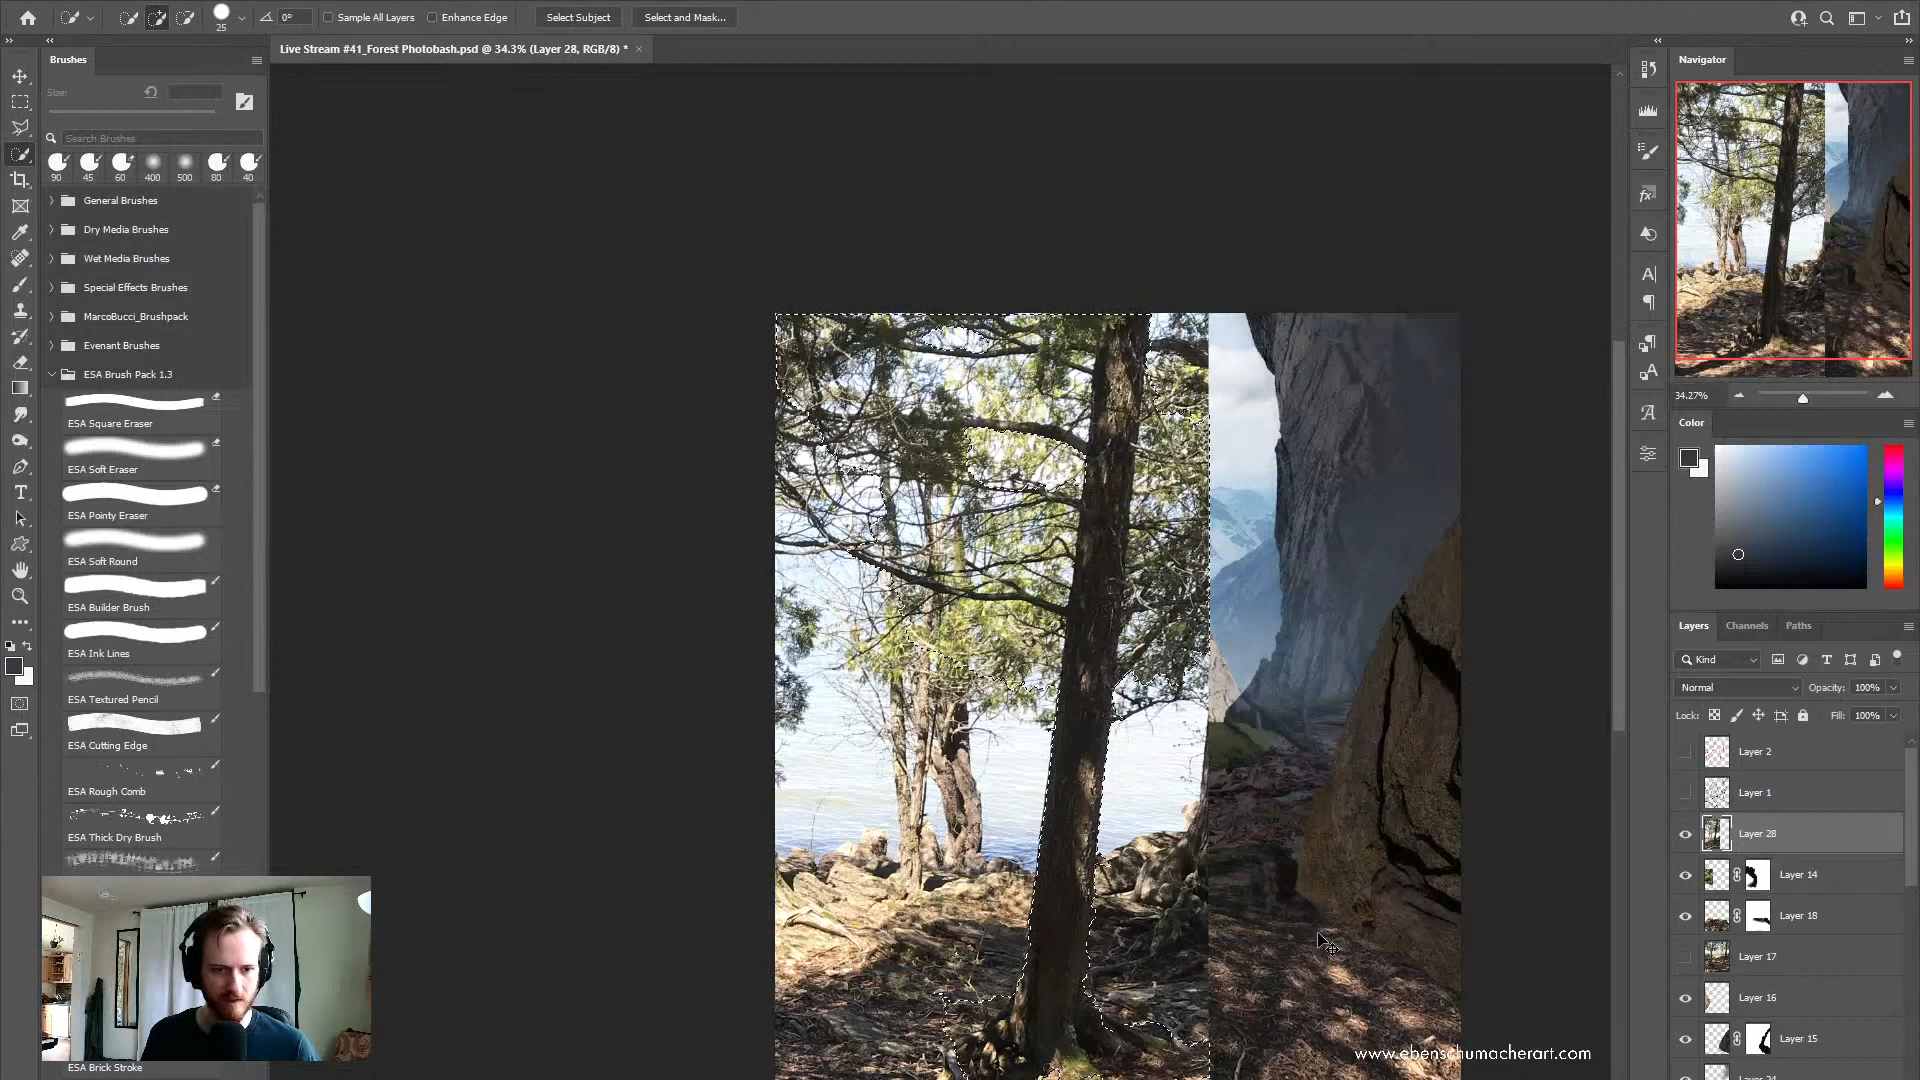 25
0°
Sample All Layers
Enhance Edge
Select Subject
Select and Mask...
Live Stream #41_Forest Photobash.psd @ 34.3% (Layer 28, RGB/8) *
Brushes
Size:
Search Brushes
90 45 60 400 500 80 40
General Brushes
Dry Media Brushes
Wet Media Brushes
Special Effects Brushes
MarcoBucci_Brushpack
Evenant Brushes
ESA Brush Pack 1.3
ESA Square Eraser
ESA Soft Eraser
ESA Pointy Eraser
ESA Soft Round
ESA Builder Brush
ESA Ink Lines
ESA Textured Pencil
ESA Cutting Edge
ESA Rough Comb
ESA Thick Dry Brush
ESA Brick Stroke
www.ebenschumacherart.com
Navigator
34.27%
Color
Layers Channels Paths
Kind
Normal
Opacity: 100%
Lock:
Fill: 100%
Layer 2
Layer 1
Layer 28
Layer 14
Layer 18
Layer 17
Layer 16
Layer 15